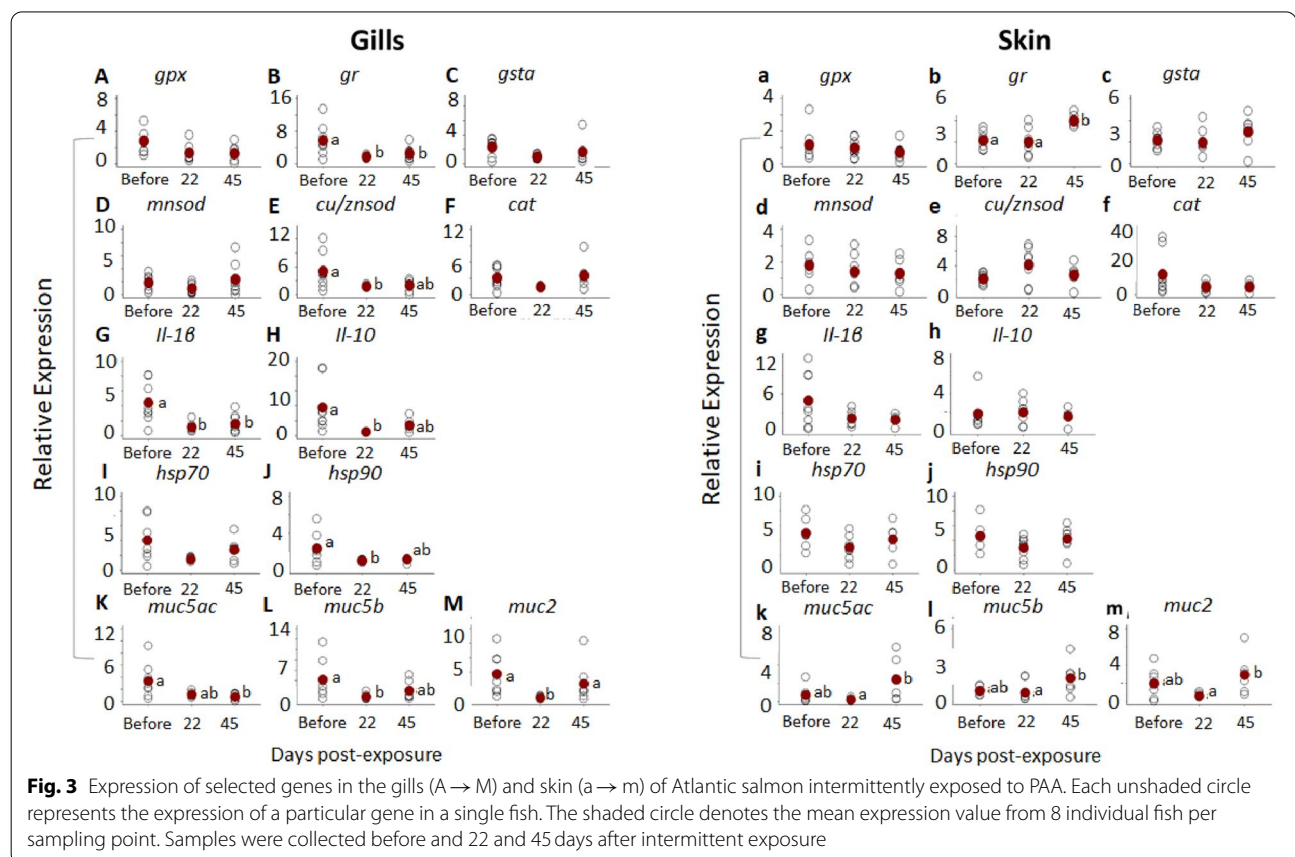 Gills
Skin
A gpx B gr C gsta
8 4 0
16 12 8 4 0 a b b
8 4 0
Before 22 45 Before 22 45 Before 22 45
D mnsod E cu/znsod F cat
10 5 0
12 6 0 a b ab
12 6 0
Before 22 45 Before 22 45 Before 22 45
G Il-1β H Il-10
10 5 0 a b b
20 10 0 a b ab
Before 22 45 Before 22 45
I hsp70 J hsp90
10 5 0
8 4 0 a b ab
Before 22 45 Before 22 45
K muc5ac L muc5b M muc2
12 6 0 a ab b
14 7 0 a b ab
10 5 0 a b a
Before 22 45 Before 22 45 Before 22 45
Relative Expression
Days post-exposure
a gpx b gr c gsta
4 2 1 0
6 3 0 a a b
6 3 0
Before 22 45 Before 22 45 Before 22 45
d mnsod e cu/znsod f cat
4 2 0
8 4 0
40 20 0
Before 22 45 Before 22 45 Before 22 45
g Il-1β h Il-10
12 6 0
8 4 2 0
Before 22 45 Before 22 45
i hsp70 j hsp90
10 5 0
10 5 0
Before 22 45 Before 22 45
k muc5ac l muc5b m muc2
8 4 0 ab a b
6 3 0 ab a b
8 4 0 ab a b
Before 22 45 Before 22 45 Before 22 45
Relative Expression
Days post-exposure
Fig. 3 Expression of selected genes in the gills (A → M) and skin (a → m) of Atlantic salmon intermittently exposed to PAA. Each unshaded circle
represents the expression of a particular gene in a single fish. The shaded circle denotes the mean expression value from 8 individual fish per
sampling point. Samples were collected before and 22 and 45 days after intermittent exposure